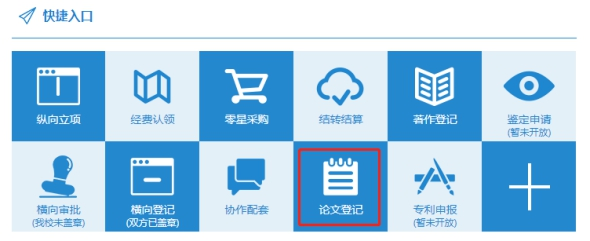 快捷入口
纵向立项
经费认领
零星采购
结转结算
著作登记
鉴定申请
(暂未开放)
横向审批
(我校未盖章)
横向登记
(双方已盖章)
协作配套
论文登记
专利申报
(暂未开放)